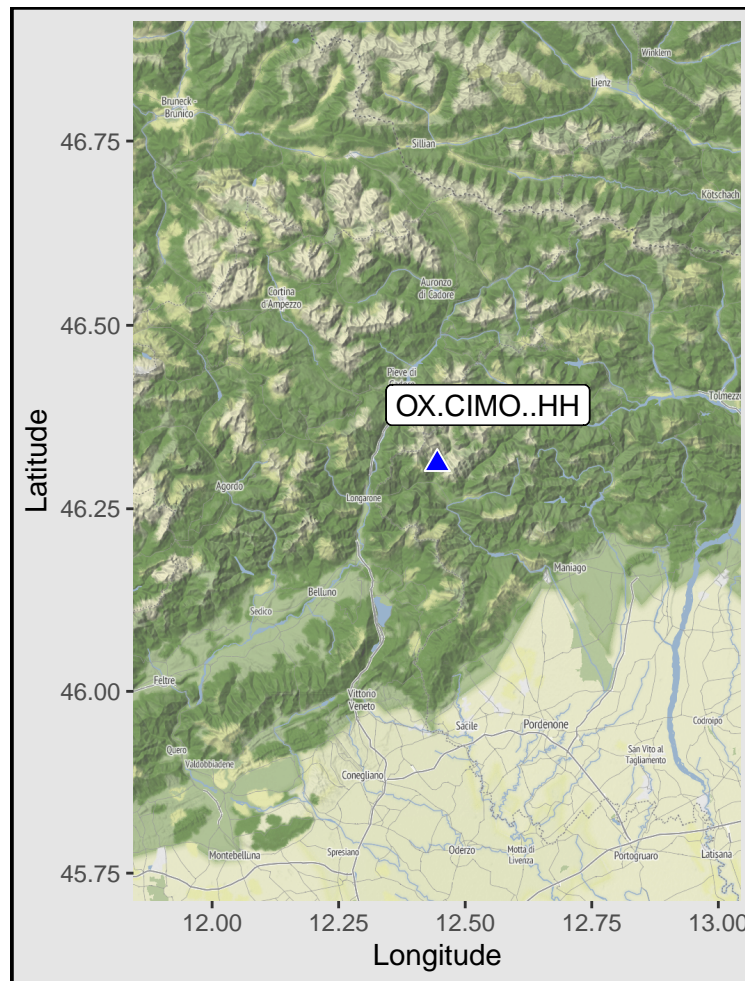 Winklern
Lienz
Bruneck -
Brunico
Sillian
Kötschach
46.75
Auronzo
di Cadore
Cortina
d'Ampezzo
46.50
Pieve di
Tolmezzo
OX.CIMO..HH
Latitude
Agordo
Longarone
46.25
Maniago
Belluno
Sedico
Feltre
46.00
Vittorio
Veneto
Sacile
Pordenone
Codroipo
Quero
Valdobbiadene
San Vito al
Tagliamento
Conegliano
Montebelluna
Spresiano
Oderzo
Motta di
Livenza
Portogruaro
Latisana
45.75
12.00
12.25
12.50
12.75
13.00
Longitude